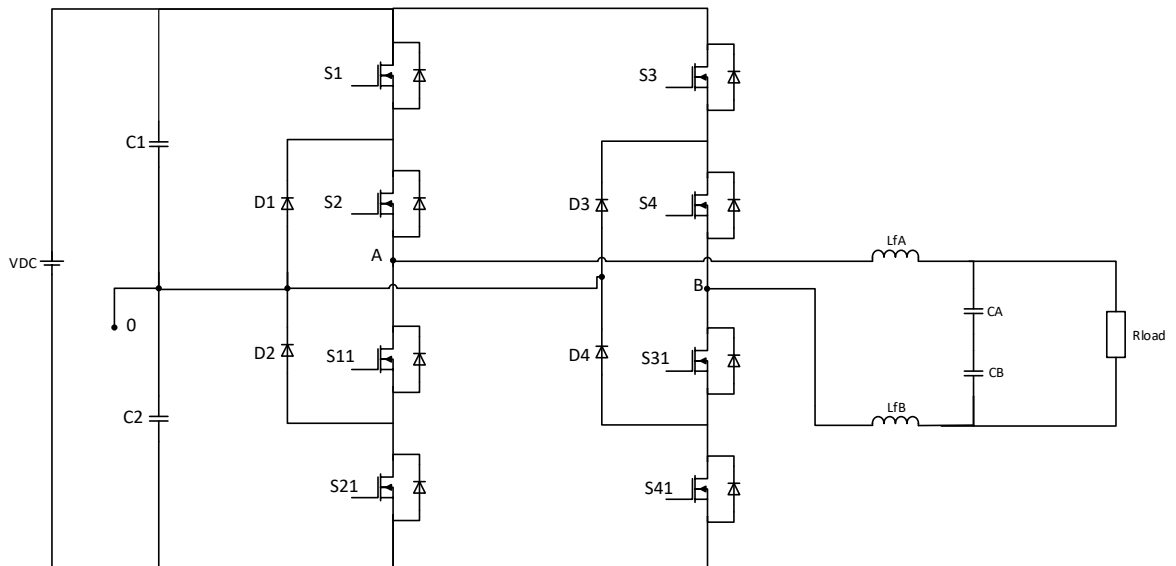 S1
S3
C1
D1
S2
D3
S4
LfA
A
VDC
B
0
CA
Rload
D2
S11
D4
S31
CB
LfB
C2
S21
S41